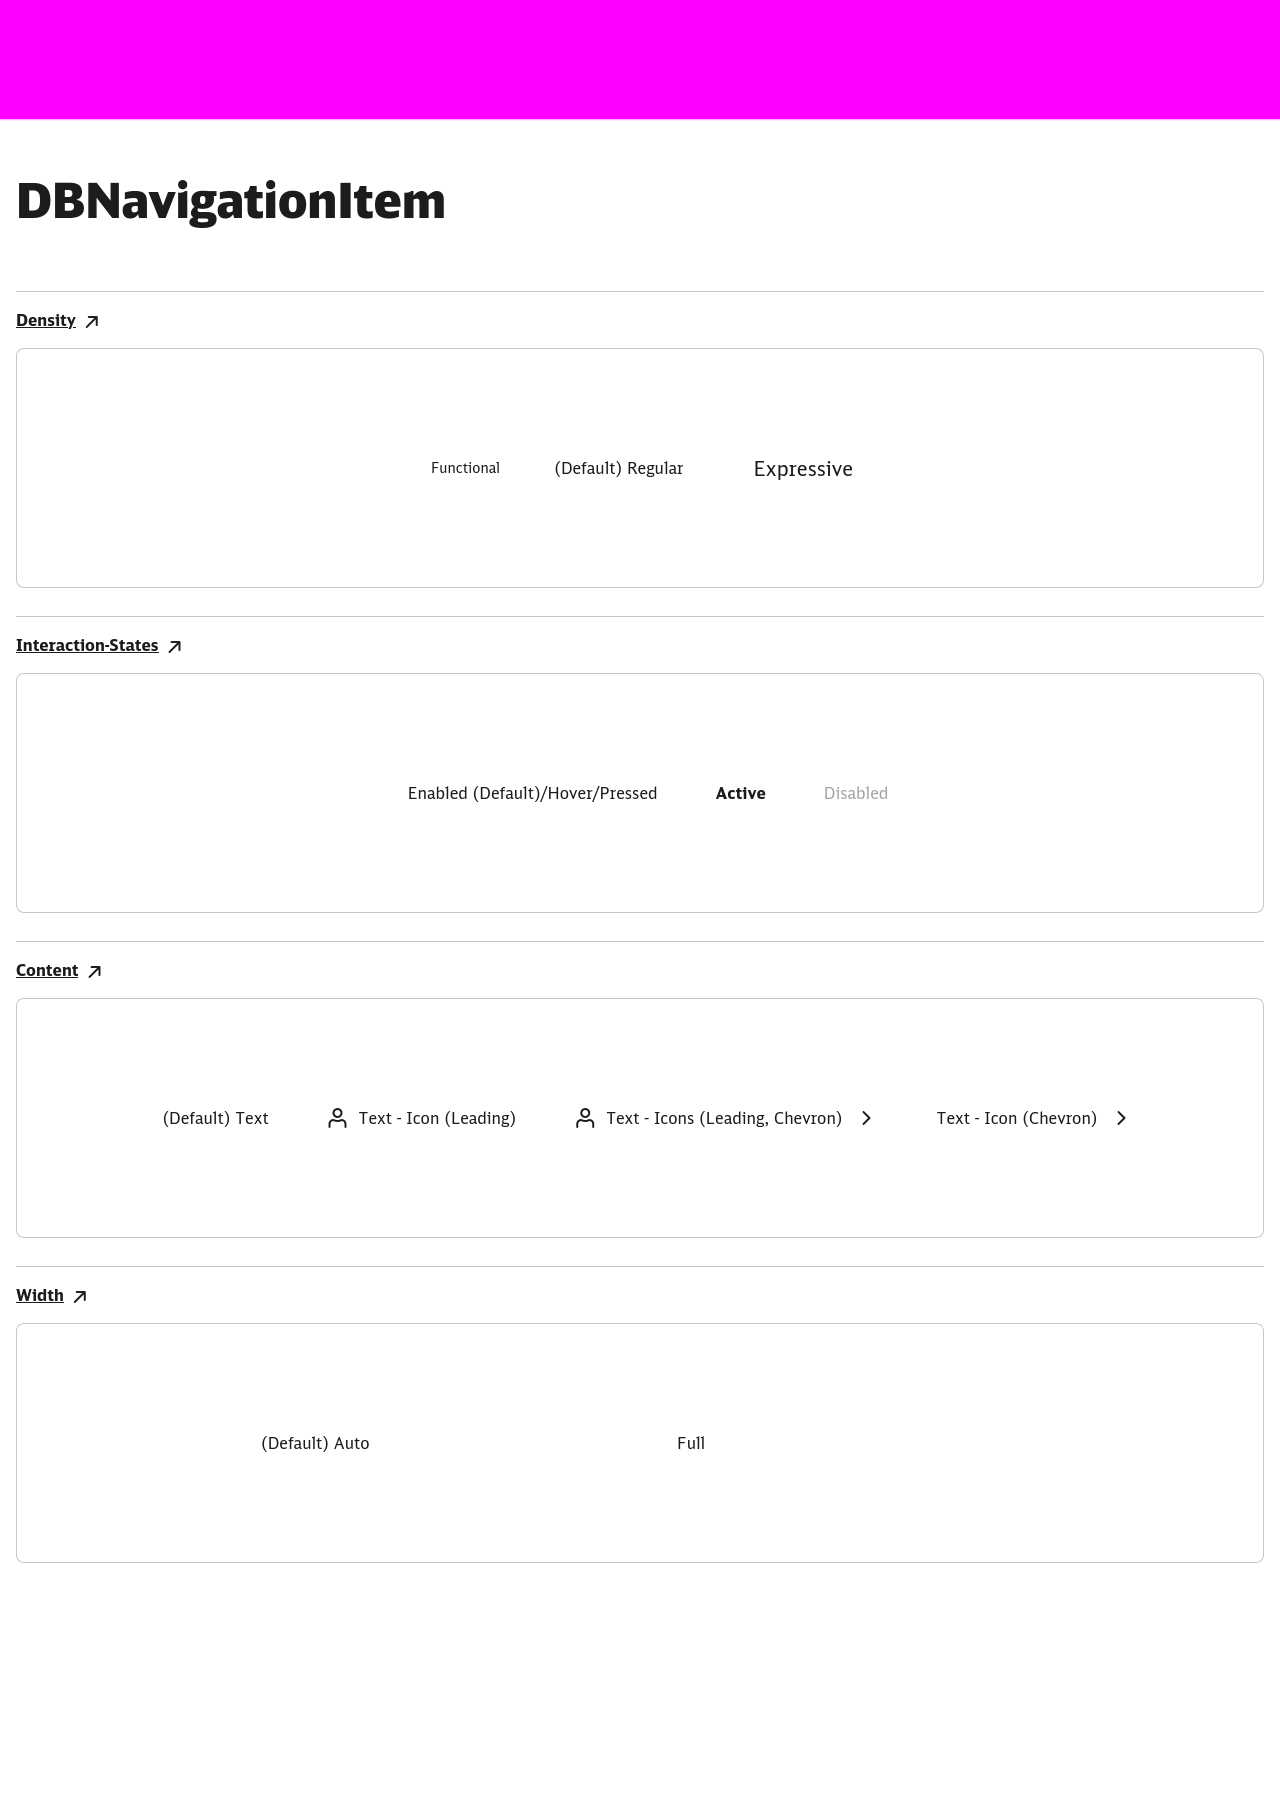 DBNavigationItem
Density
Functional (Default) Regular Expressive
Interaction-States
Enabled (Default)/Hover/Pressed Active Disabled
Content
(Default) Text Text - Icon (Leading) Text - Icons (Leading, Chevron) Text - Icon (Chevron)
Width
(Default) Auto Full